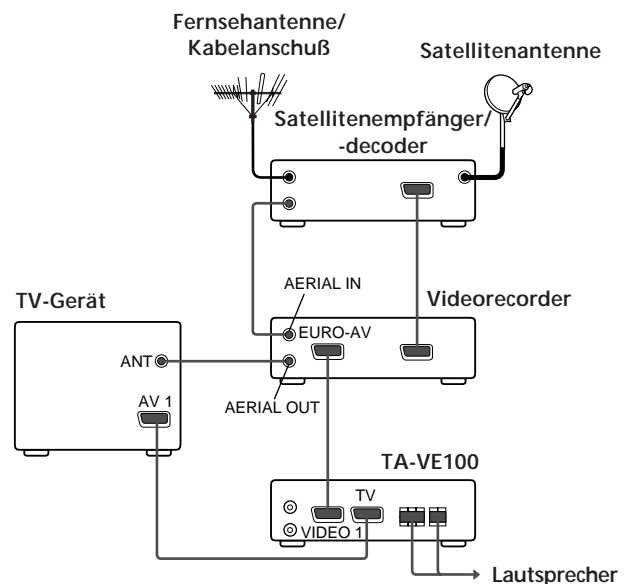 Fernsehantenne/
Kabelanschuß
Satellitenantenne
Satellitenempfänger/
-decoder
AERIAL IN
TV-Gerät
Videorecorder
EURO-AV
ANT
AV 1
AERIAL OUT
TA-VE100
TV
VIDEO 1
Lautsprecher